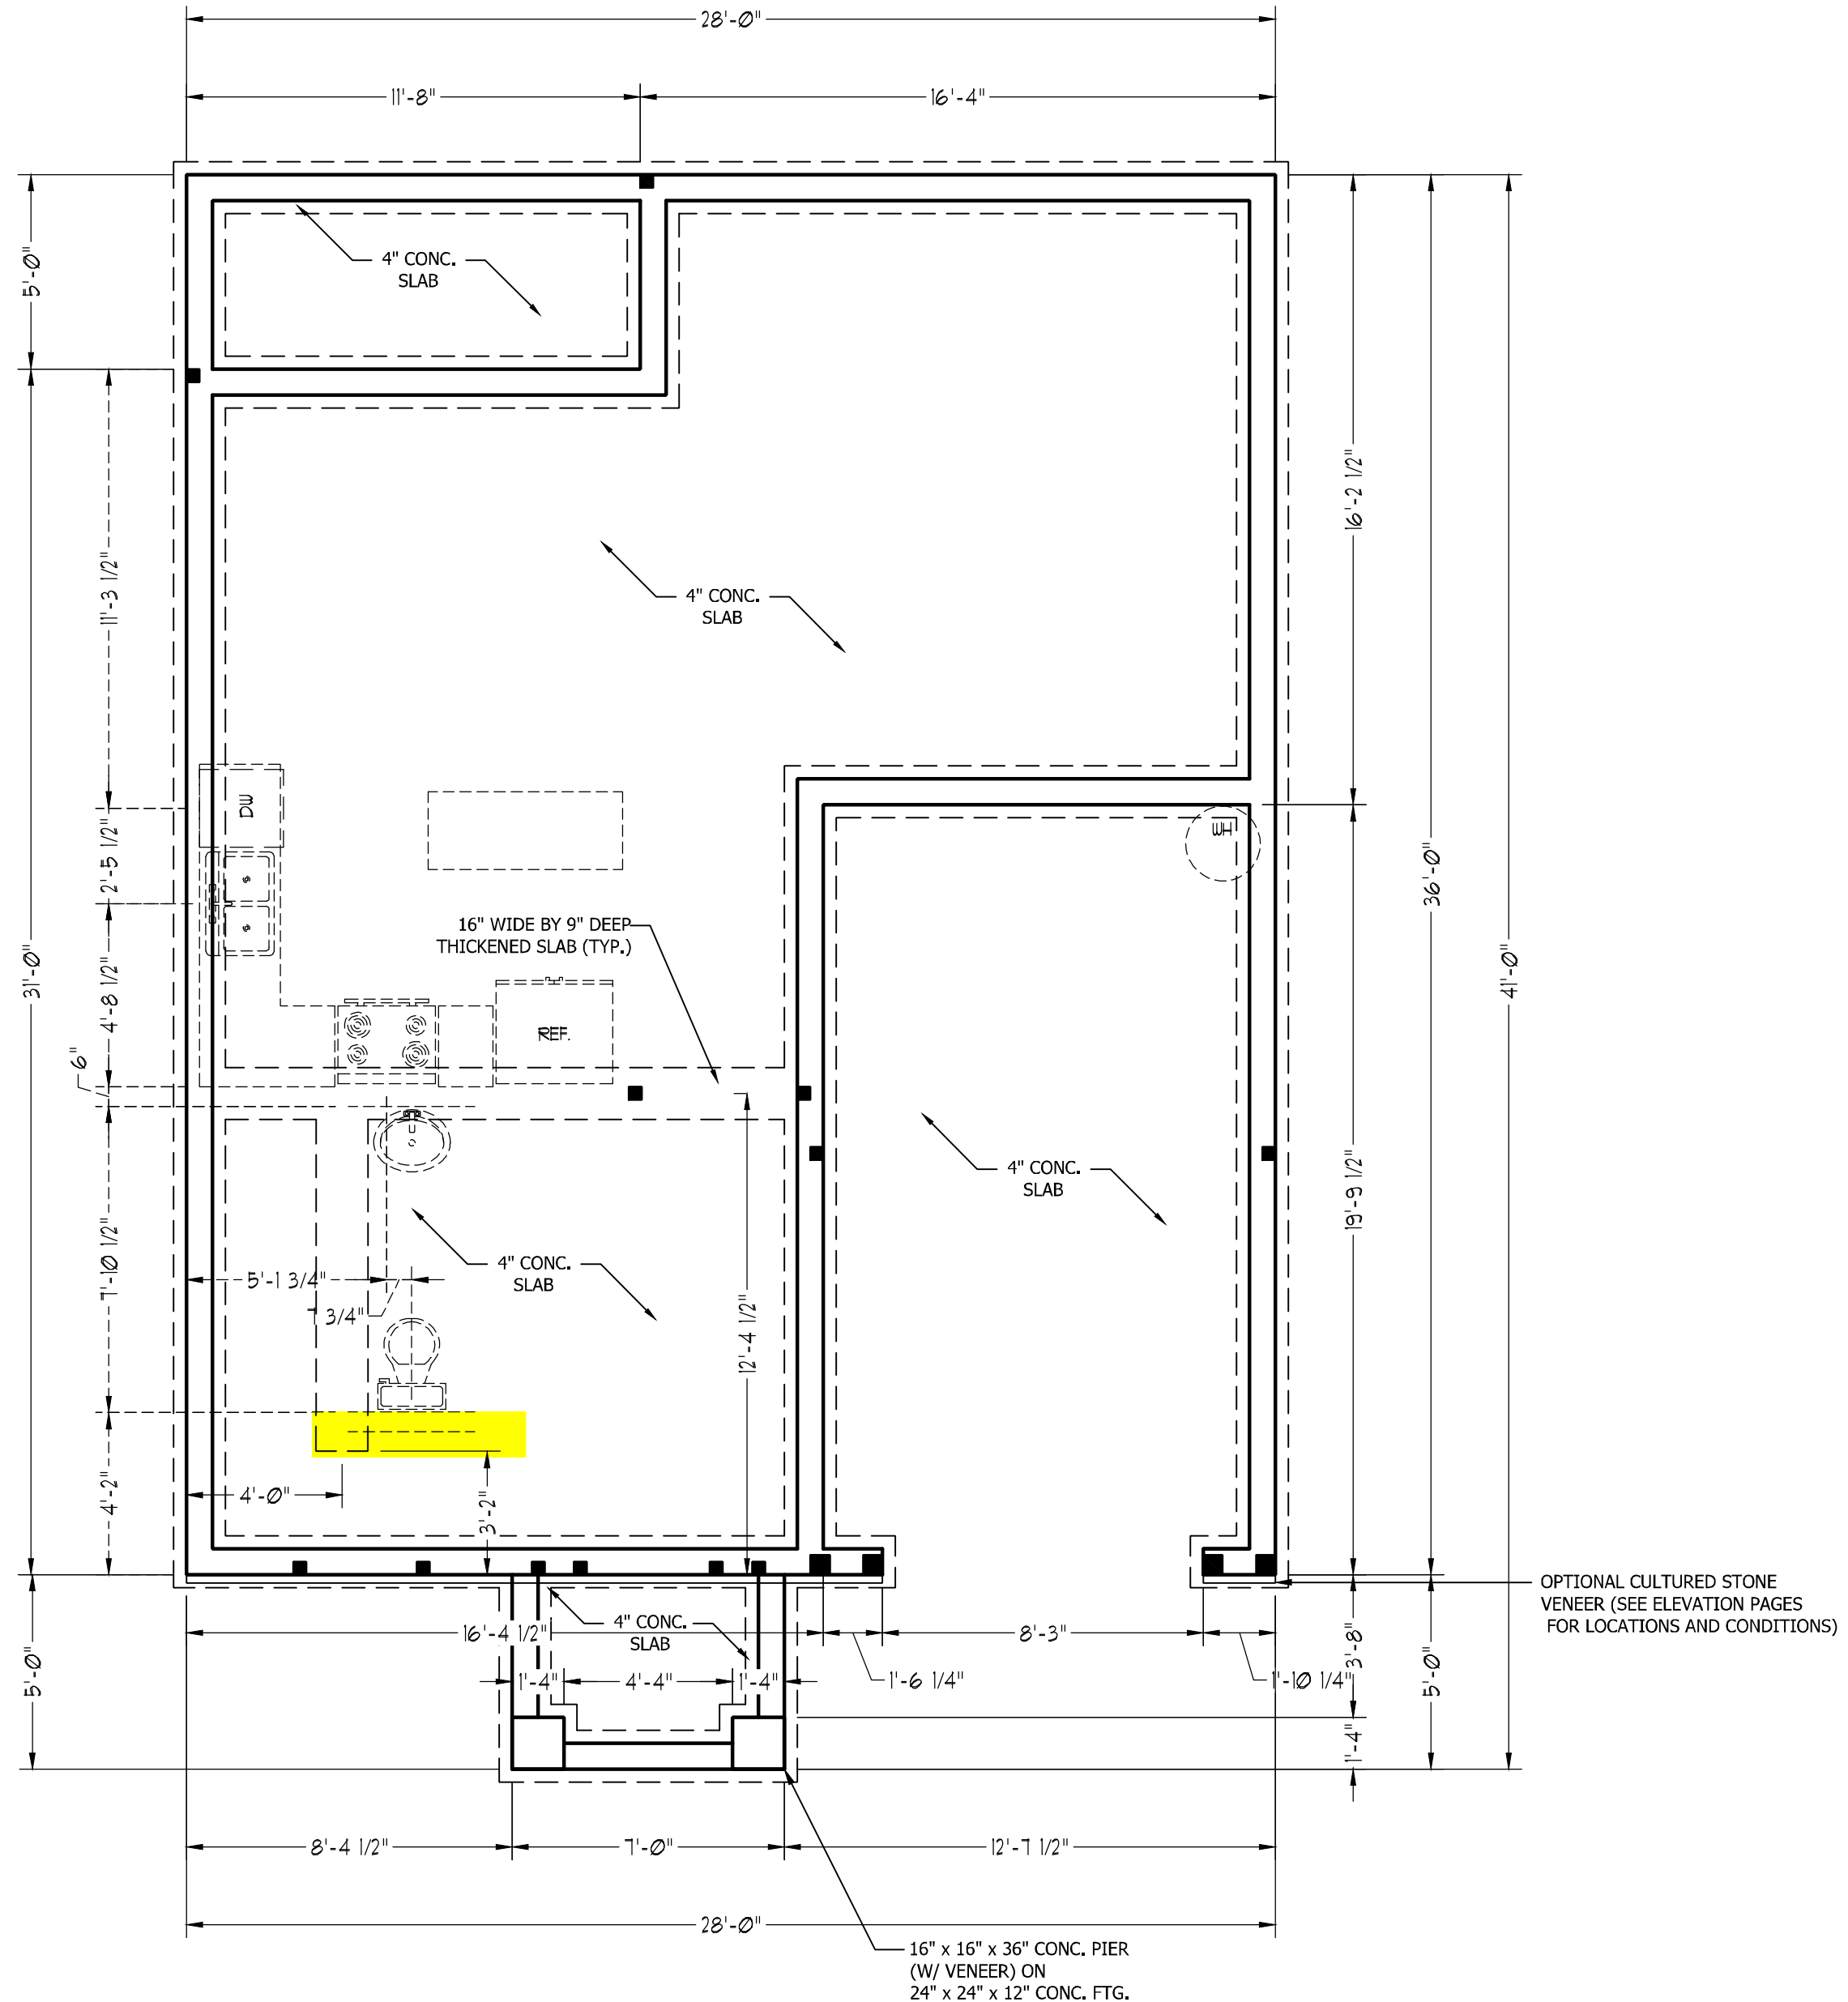 28'-0"
11'-8"
16'-4"
5'-0"
4" CONC.
SLAB
11'-3 1/2"
16'-2 1/2"
4" CONC.
SLAB
DW
WH
2'-5 1/2"
36'-0"
31'-0"
41'-0"
16" WIDE BY 9" DEEP
THICKENED SLAB (TYP.)
4'-8 1/2"
REF.
6"
4" CONC.
SLAB
19'-9 1/2"
7'-10 1/2"
5'-1 3/4"
4" CONC.
SLAB
7 3/4"
12'-4 1/2"
4'-2"
4'-0"
3'-2"
OPTIONAL CULTURED STONE
VENEER (SEE ELEVATION PAGES
FOR LOCATIONS AND CONDITIONS)
4" CONC.
SLAB
16'-4 1/2"
8'-3"
3'-8"
5'-0"
5'-0"
1'-4"
4'-4"
1'-4"
1'-6 1/4"
1'-10 1/4"
1'-4"
8'-4 1/2"
7'-0"
12'-7 1/2"
28'-0"
16" x 16" x 36" CONC. PIER
(W/ VENEER) ON
24" x 24" x 12" CONC. FTG.